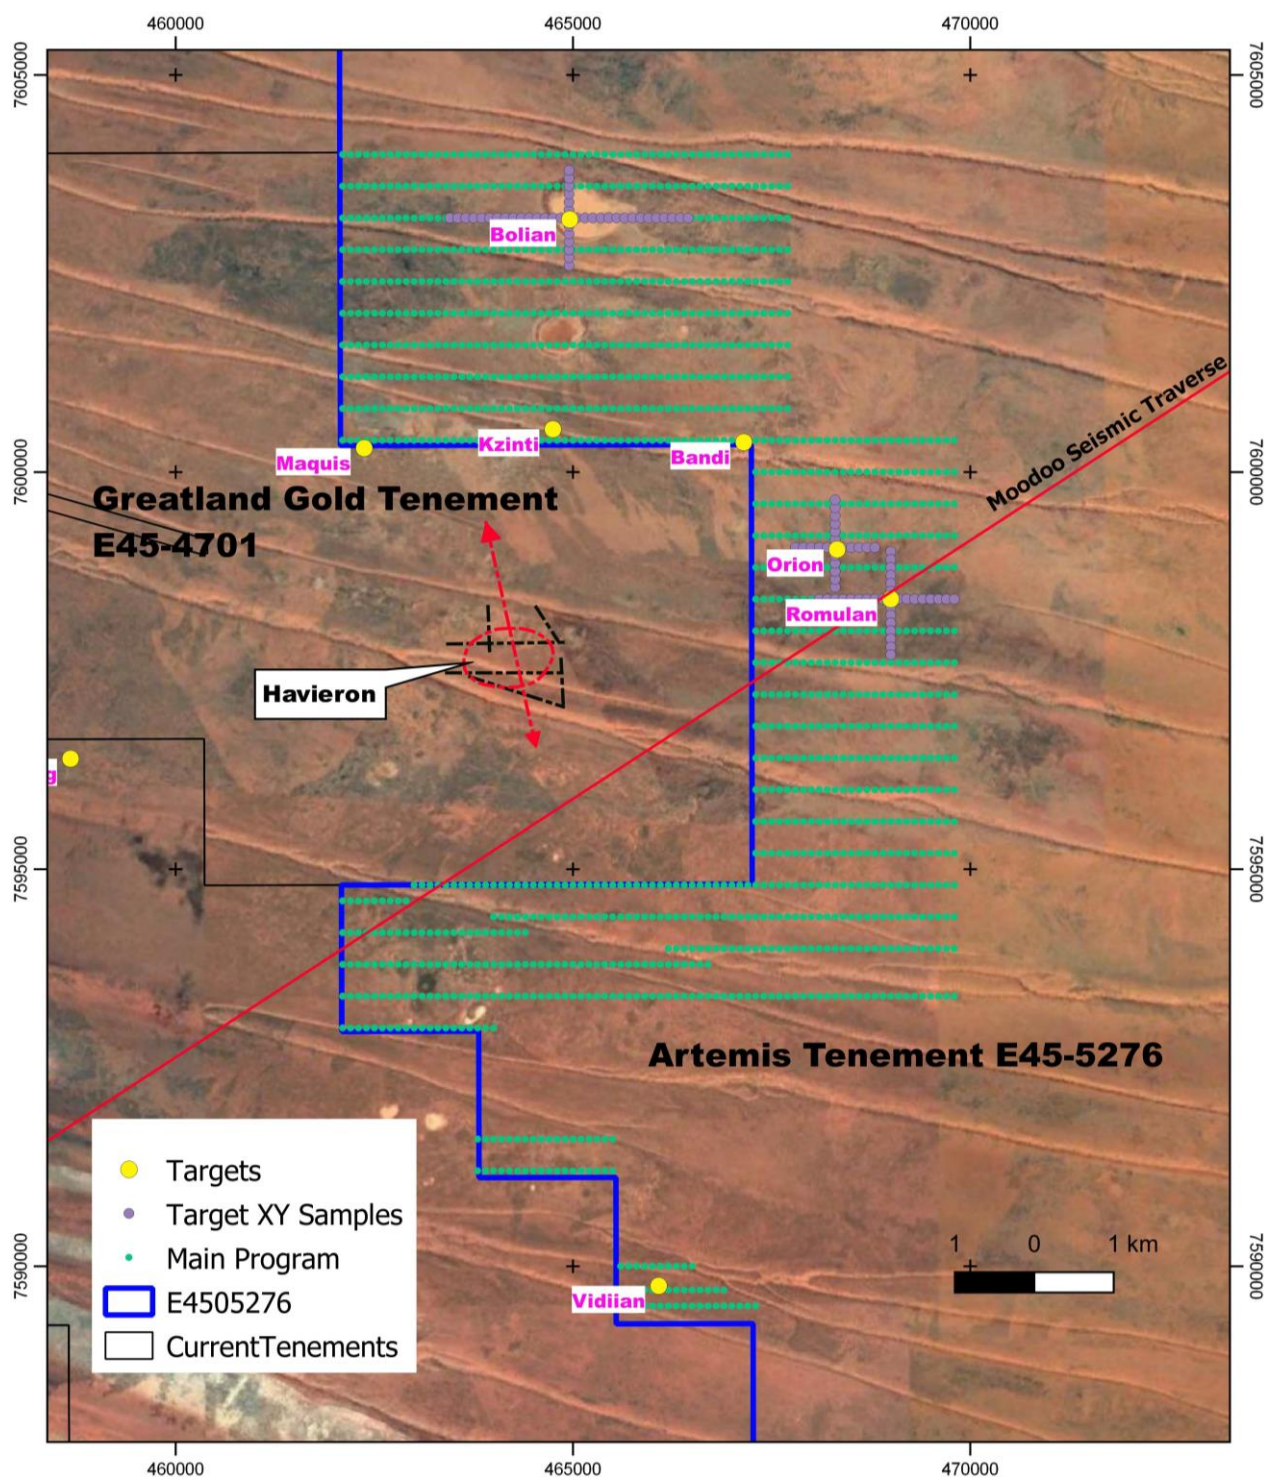 460000
465000
470000
7605000
7605000
Bolian
Moodoo Seismic Traverse
Kzinti
Maquis
Bandi
7600000
7600000
Greatland Gold Tenement
E45-4701
Orion
Romulan
Havieron
g
7595000
7595000
Artemis Tenement E45-5276
Targets
Target XY Samples
Main Program
E4505276
CurrentTenements
1 0 1 km
7590000
7590000
Vidiian
460000
465000
470000